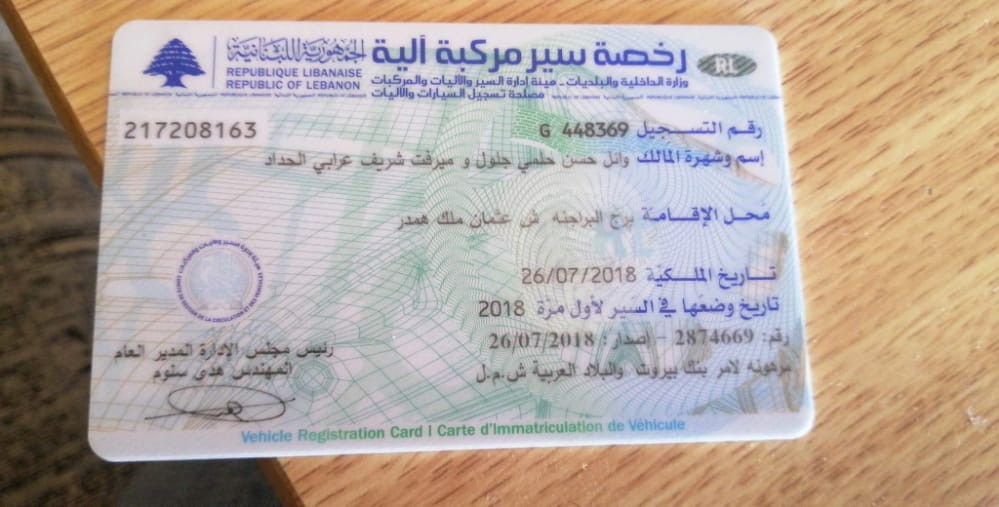 الجمهورية اللبنانية
REPUBLIQUE LIBANAISE
REPUBLIC OF LEBANON
رخصة سير مركبة آلية
وزارة الداخلية والبلديات - هيئة إدارة السير والآليات والمركبات
مصلحة تسجيل السيارات والآليات
RL
217208163
رقم التسجيل G 448369
إسم وشهرة المالك وائل حسن حلمي جلول و ميرفت شريف عرابي الحداد
محل الإقامة برج البراجنه ش عثمان ملك همدر
تاريخ الملكية 26/07/2018
تاريخ وضعها في السير لأول مرة 2018
رقم: 2874669 - إصدار: 26/07/2018
مرهونه لامر بنك بيروت والبلاد العربية ش.م.ل
رئيس مجلس الإدارة المدير العام
المهندس هدى سلوم
Vehicle Registration Card | Carte d'Immatriculation de Véhicule